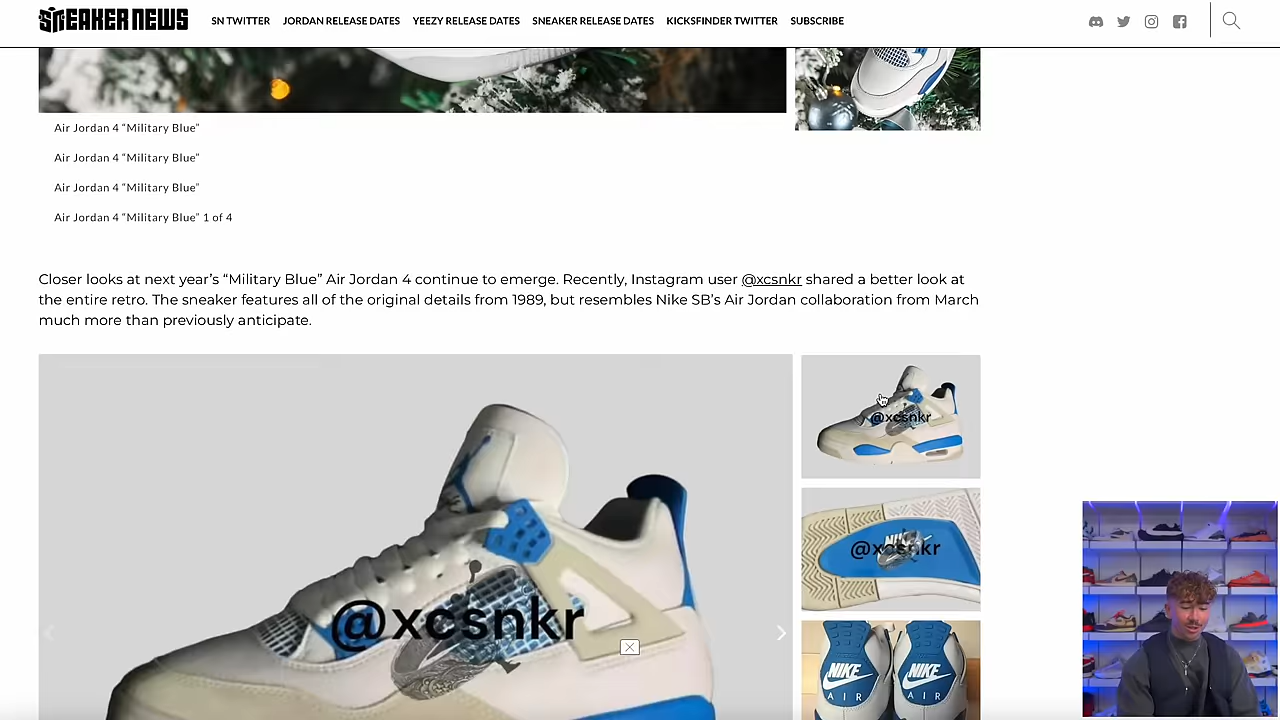 SNEAKER NEWS
SN TWITTER JORDAN RELEASE DATES YEEZY RELEASE DATES SNEAKER RELEASE DATES KICKSFINDER TWITTER SUBSCRIBE
Air Jordan 4 “Military Blue”
Air Jordan 4 “Military Blue”
Air Jordan 4 “Military Blue”
Air Jordan 4 “Military Blue” 1 of 4
Closer looks at next year’s “Military Blue” Air Jordan 4 continue to emerge. Recently, Instagram user @xcsnkr shared a better look at
the entire retro. The sneaker features all of the original details from 1989, but resembles Nike SB’s Air Jordan collaboration from March
much more than previously anticipate.
@xcsnkr
@xcsnkr
@xcsnkr
NIKE NIKE
AIR AIR